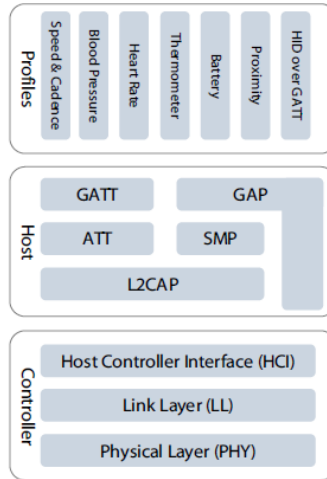 Profiles
Speed & Cadence
Blood Pressure
Heart Rate
Thermometer
Battery
Proximity
HID over GATT
Host
GATT
GAP
ATT
SMP
L2CAP
Controller
Host Controller Interface (HCI)
Link Layer (LL)
Physical Layer (PHY)